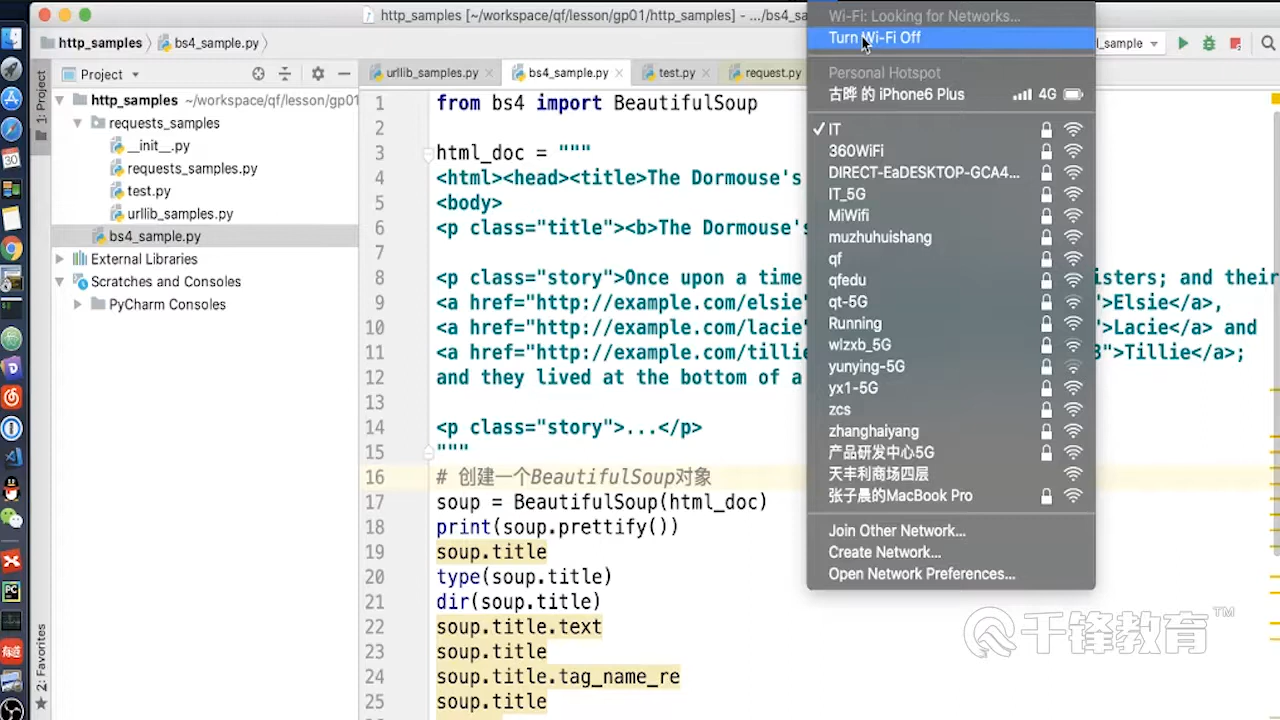 http_samples [~/workspace/qf/lesson/gp01/http_samples] - .../bs4_sa
http_samples
bs4_sample.py
_sample
1: Project
Project
http_samples ~/workspace/qf/lesson/gp01
requests_samples
__init__.py
requests_samples.py
test.py
urllib_samples.py
bs4_sample.py
External Libraries
Scratches and Consoles
PyCharm Consoles
2: Favorites
urllib_samples.py
bs4_sample.py
test.py
request.py
1 from bs4 import BeautifulSoup
2
3 html_doc = """
4 <html><head><title>The Dormouse's
5 <body>
6 <p class="title"><b>The Dormouse's
7
8 <p class="story">Once upon a time isters; and their
9 <a href="http://example.com/elsie" ">Elsie</a>,
10 <a href="http://example.com/lacie" ">Lacie</a> and
11 <a href="http://example.com/tillie 3">Tillie</a>;
12 and they lived at the bottom of a
13
14 <p class="story">...</p>
15 """
16 # 创建一个BeautifulSoup对象
17 soup = BeautifulSoup(html_doc)
18 print(soup.prettify())
19 soup.title
20 type(soup.title)
21 dir(soup.title)
22 soup.title.text
23 soup.title
24 soup.title.tag_name_re
25 soup.title
Wi-Fi: Looking for Networks...
Turn Wi-Fi Off
Personal Hotspot
古晔 的 iPhone6 Plus 4G
IT
360WiFi
DIRECT-EaDESKTOP-GCA4...
IT_5G
MiWifi
muzhuhuishang
qf
qfedu
qt-5G
Running
wlzxb_5G
yunying-5G
yx1-5G
zcs
zhanghaiyang
产品研发中心5G
天丰利商场四层
张子晨的MacBook Pro
Join Other Network...
Create Network...
Open Network Preferences...
千锋教育™